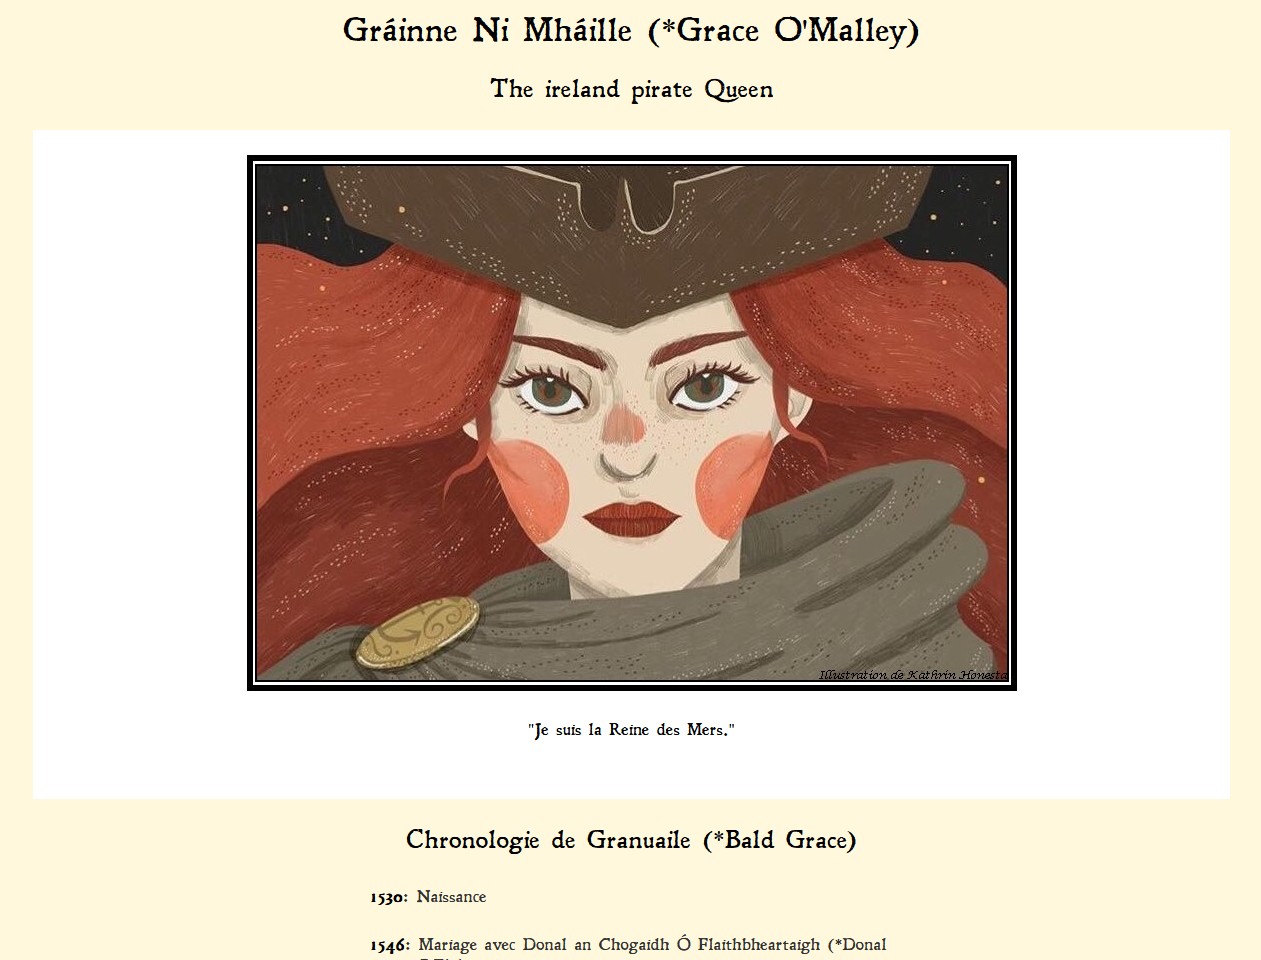 Gráinne Ni Mháille (*Grace O'Malley)
The ireland pirate Queen
Illustration de Kathrin Honesta
"Je suis la Reine des Mers."
Chronologie de Granuaile (*Bald Grace)
1530: Naissance
1546: Mariage avec Donal an Chogaidh Ó Flaithbheartaigh (*Donal